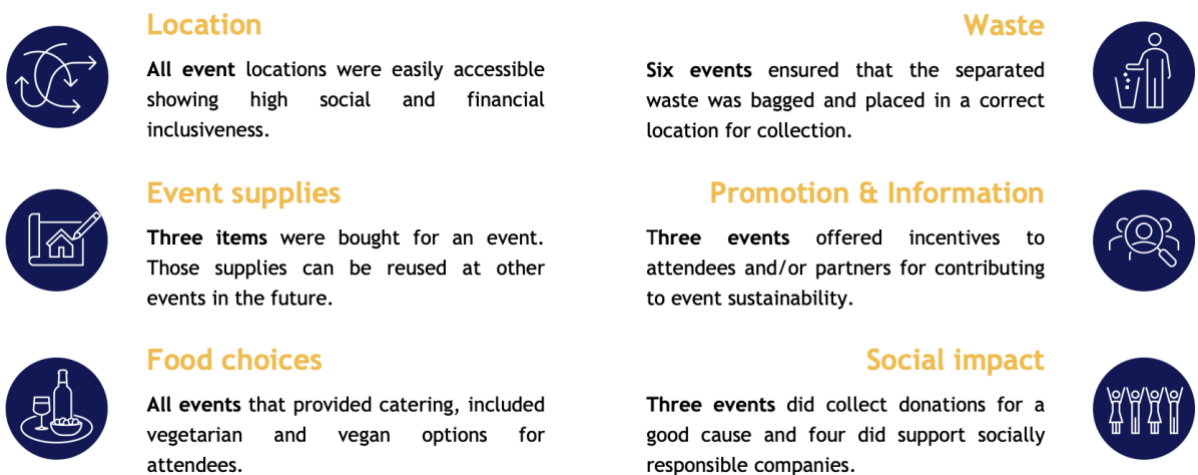 Location
All event locations were easily accessible
showing high social and financial
inclusiveness.
Event supplies
Three items were bought for an event.
Those supplies can be reused at other
events in the future.
Food choices
All events that provided catering, included
vegetarian and vegan options for
attendees.
Waste
Six events ensured that the separated
waste was bagged and placed in a correct
location for collection.
Promotion & Information
Three events offered incentives to
attendees and/or partners for contributing
to event sustainability.
Social impact
Three events did collect donations for a
good cause and four did support socially
responsible companies.